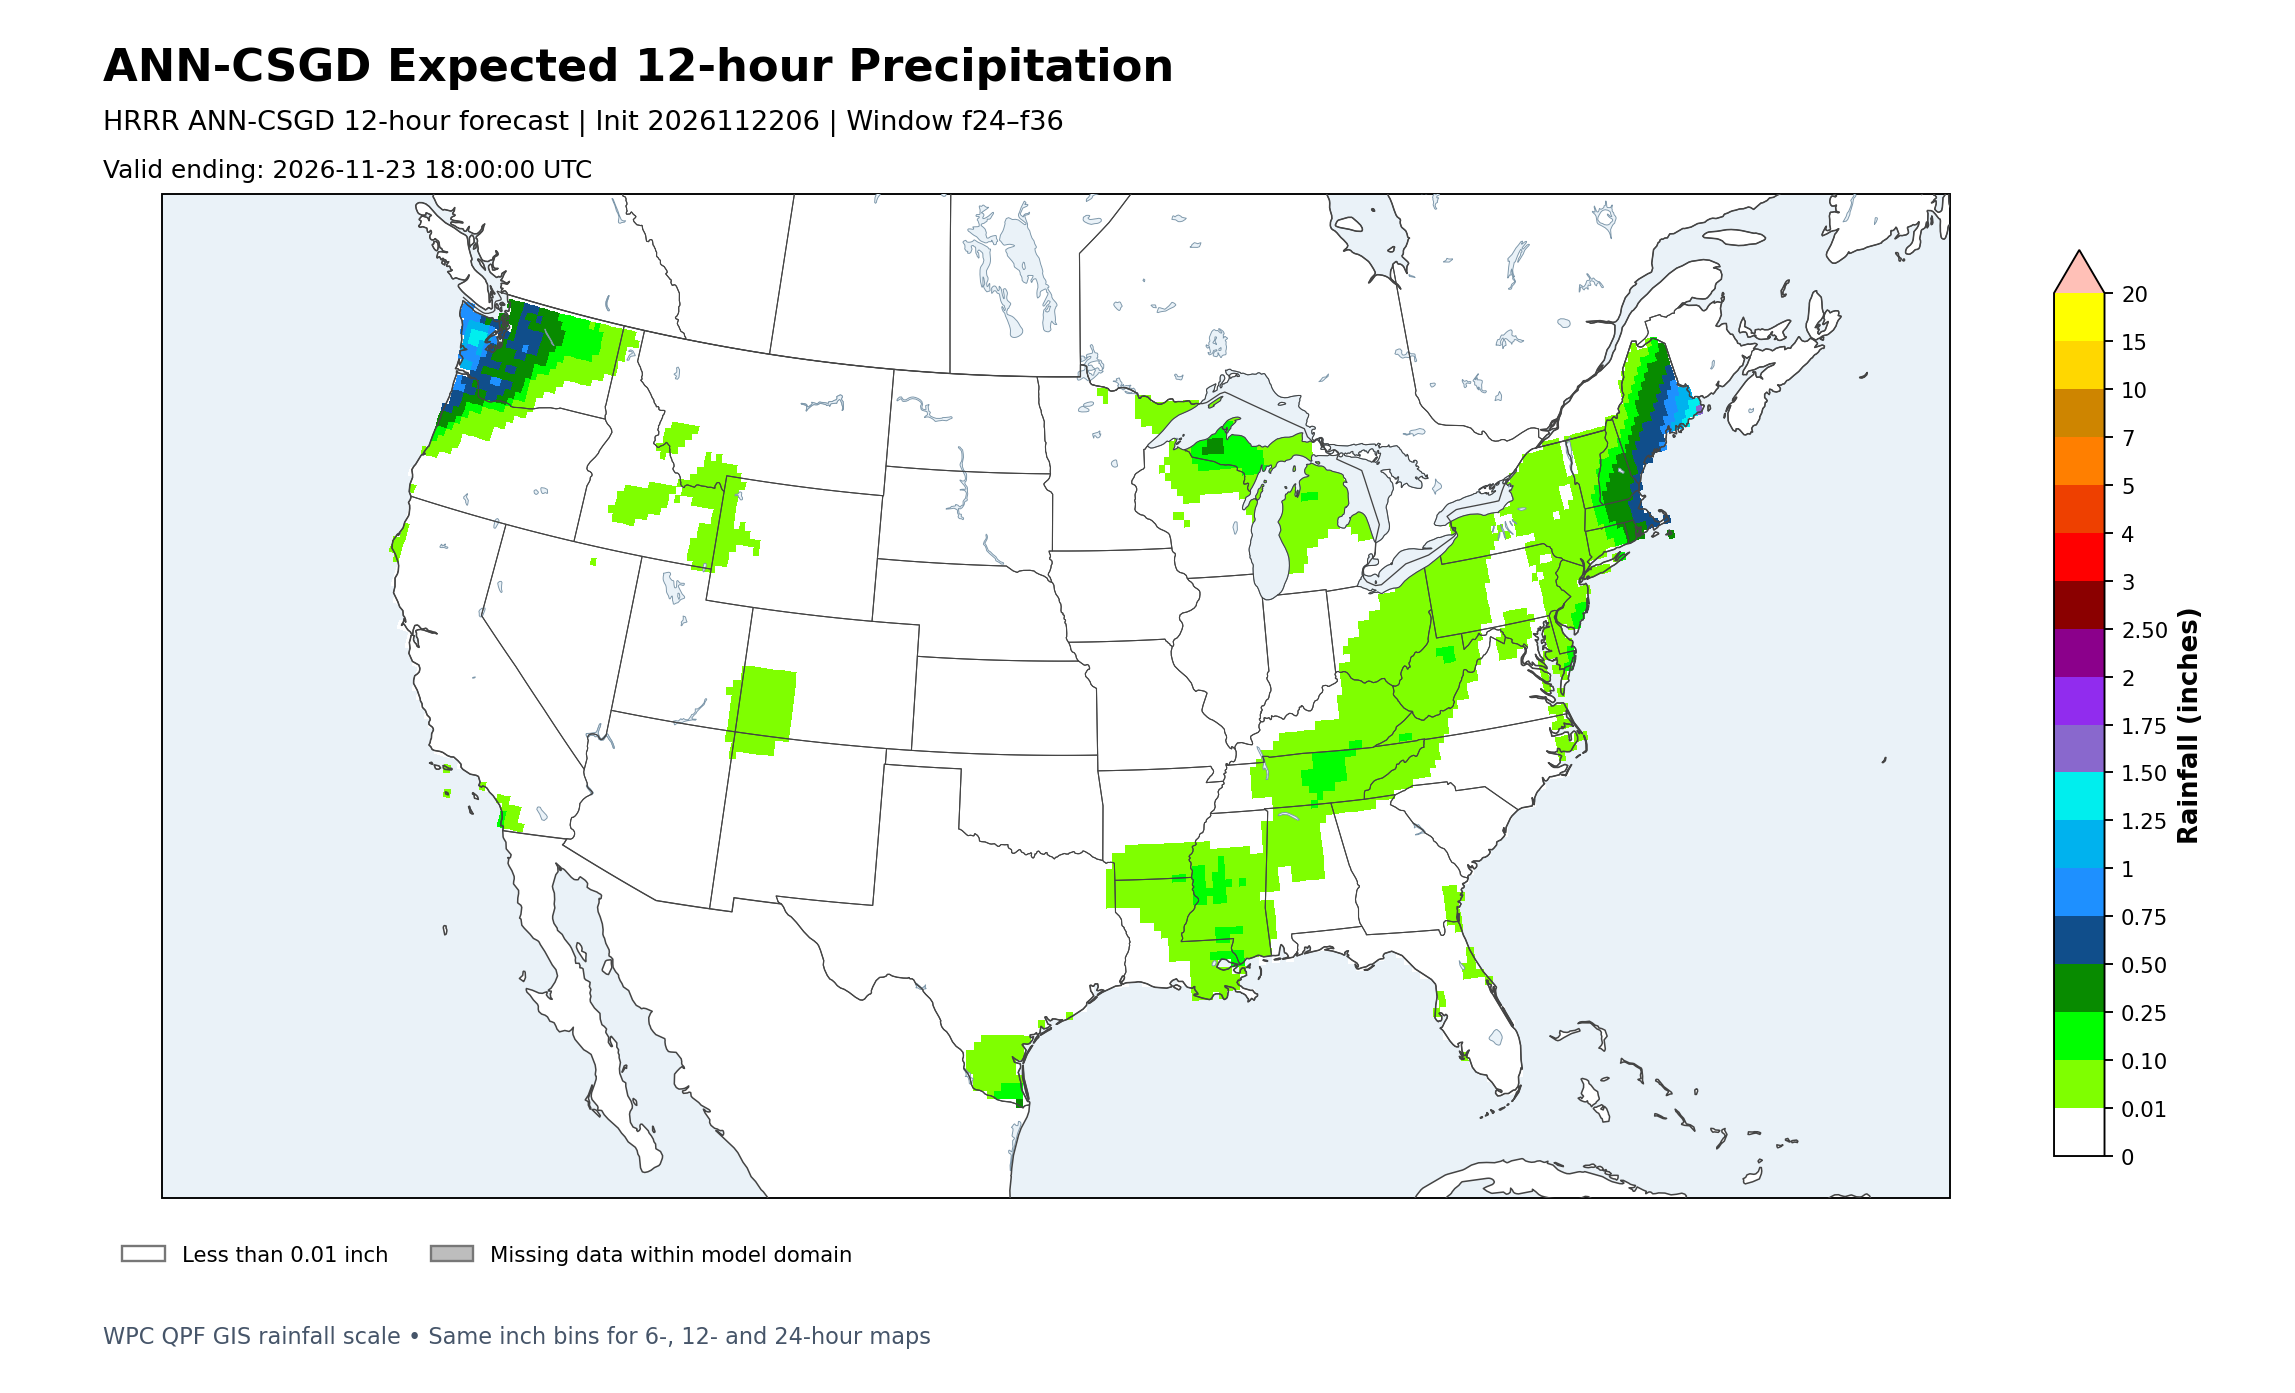 ANN-CSGD Expected 12-hour Precipitation
HRRR ANN-CSGD 12-hour forecast | Init 2026112206 | Window f24–f36
Valid ending: 2026-11-23 18:00:00 UTC
20
15
10
7
5
4
3
2.50
2
1.75
1.50
1.25
1
0.75
0.50
0.25
0.10
0.01
0
Rainfall (inches)
Less than 0.01 inch
Missing data within model domain
WPC QPF GIS rainfall scale • Same inch bins for 6-, 12- and 24-hour maps